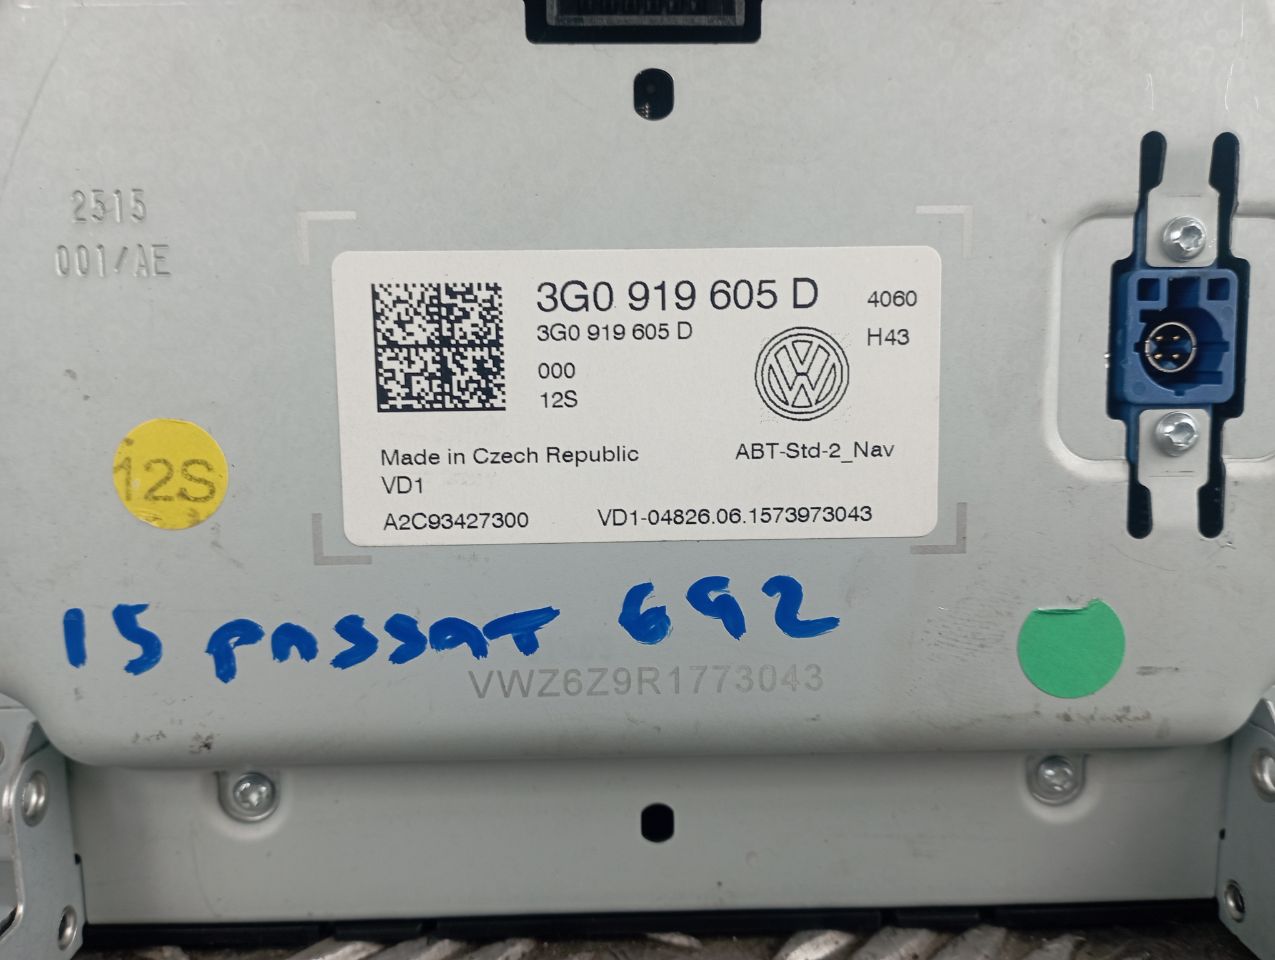 2515
001/AE
3G0 919 605 D
4060
3G0 919 605 D
H43
000
12S
Made in Czech Republic
ABT-Std-2_Nav
VD1
A2C93427300
VD1-04826.06.1573973043
12S
15 PASSAT 692
VWZ6Z9R1773043